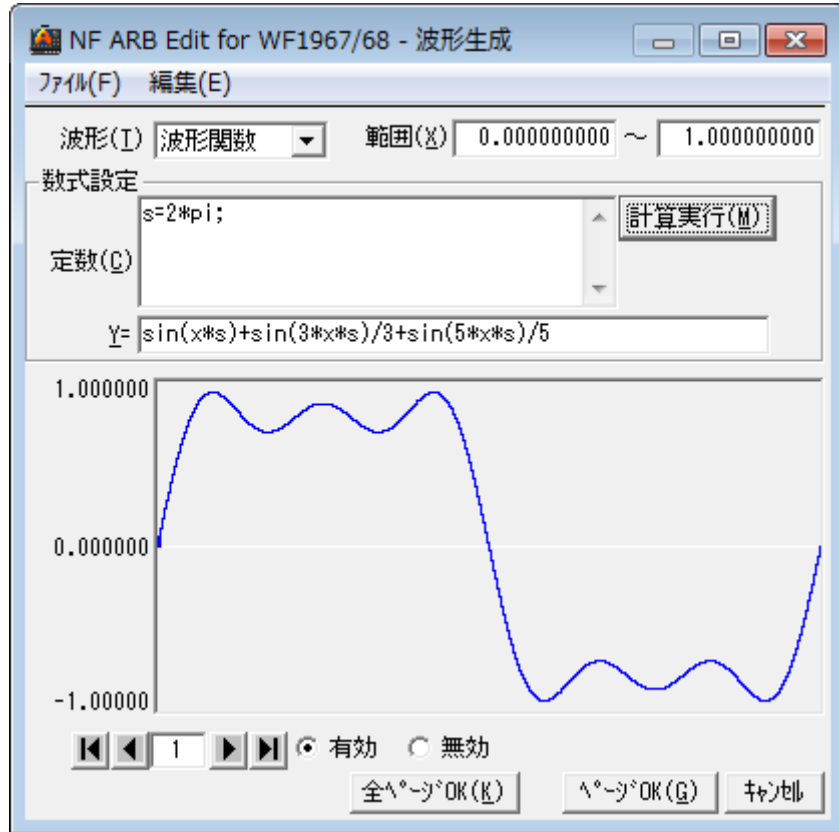 NF ARB Edit for WF1967/68 - 波形生成
ﾌｧｲﾙ(F) 編集(E)
波形(T) 波形関数 範囲(X) 0.000000000 ～ 1.000000000
数式設定
定数(C) s=2*pi; 計算実行(M)
Y= sin(x*s)+sin(3*x*s)/3+sin(5*x*s)/5
1.000000
0.000000
-1.00000
1 有効 無効
全ﾍﾟｰｼﾞOK(K) ﾍﾟｰｼﾞOK(G) ｷｬﾝｾﾙ